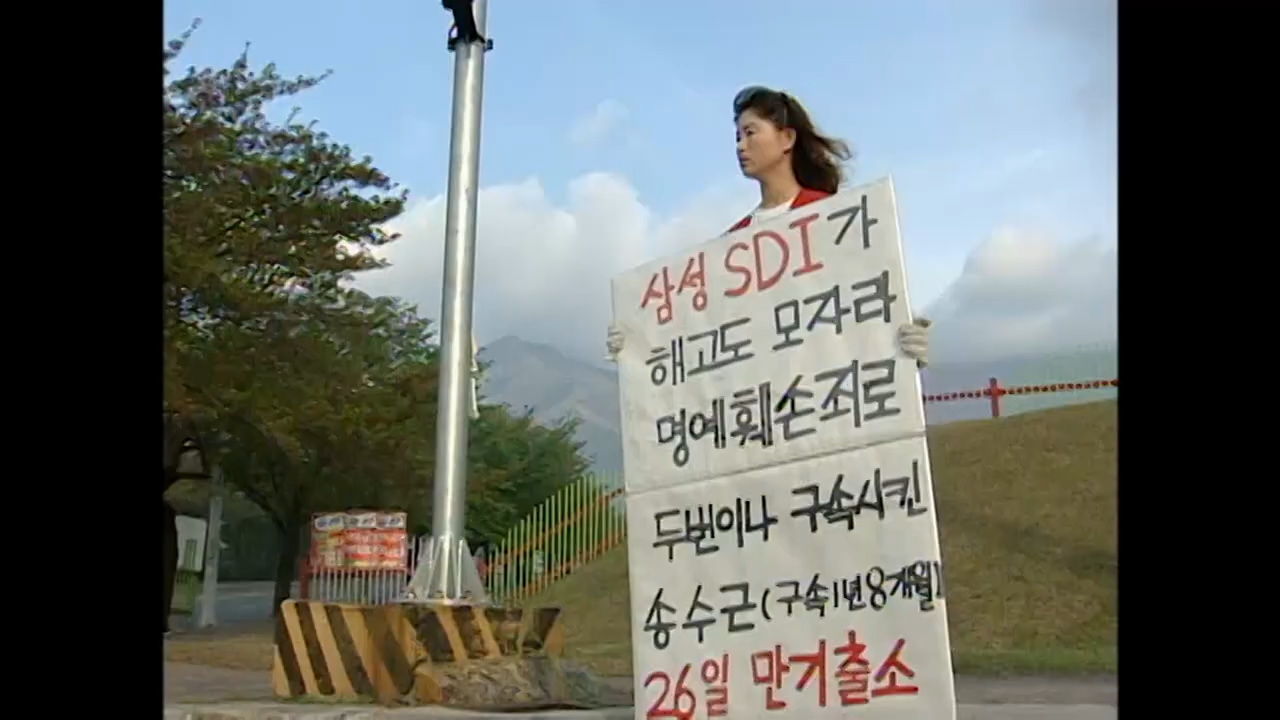 삼성 SDI가
해고도 모자라
명예훼손죄로
두번이나 구속시킨
송수근(구속1년8개월)
26일 만기출소